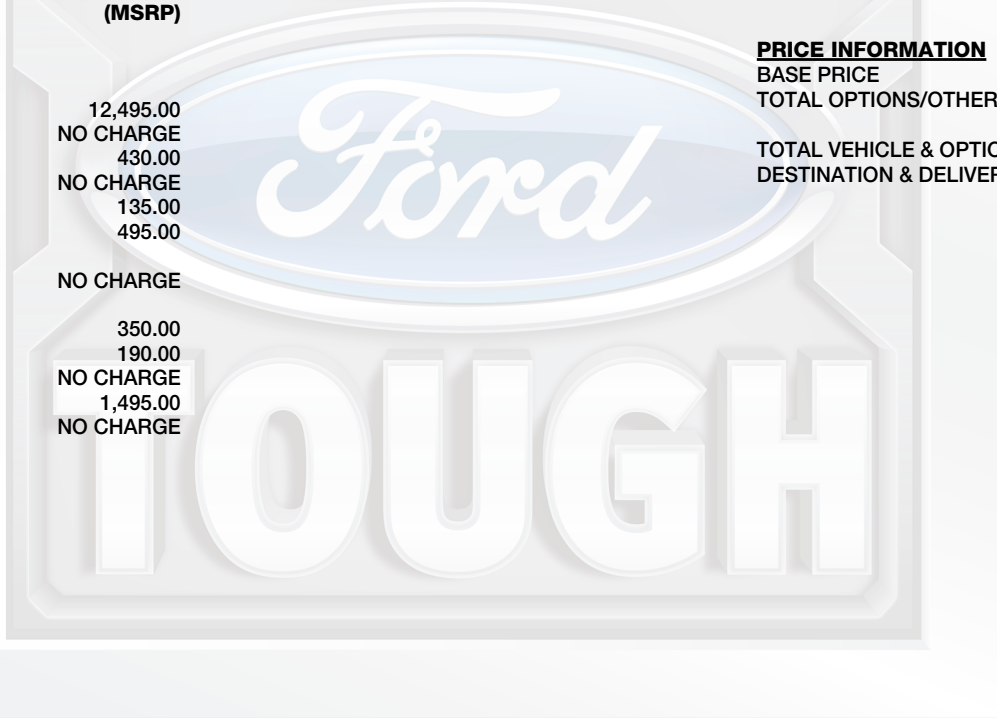 (MSRP)
12,495.00
NO CHARGE
430.00
NO CHARGE
135.00
495.00
NO CHARGE
350.00
190.00
NO CHARGE
1,495.00
NO CHARGE
PRICE INFORMATION
BASE PRICE
TOTAL OPTIONS/OTHER
TOTAL VEHICLE & OPTIO
DESTINATION & DELIVER
Ford
TOUGH